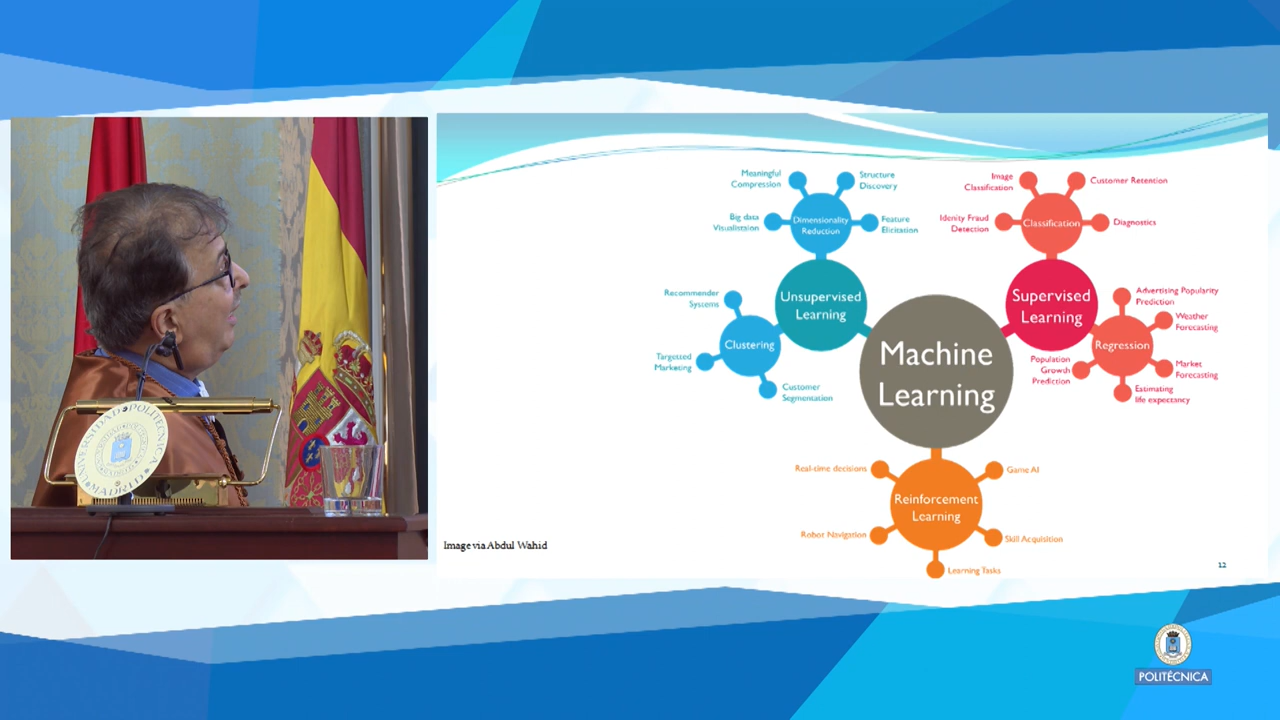 UNIVERSIDAD POLITÉCNICA
MADRID
Meaningful
Compression
Structure
Discovery
Big data
Visualistaion
Dimensionality
Reduction
Feature
Elicitation
Image
Classification
Customer Retention
Idenity Fraud
Detection
Classification
Diagnostics
Recommender
Systems
Unsupervised
Learning
Supervised
Learning
Advertising Popularity
Prediction
Weather
Forecasting
Clustering
Regression
Targetted
Marketing
Machine
Learning
Population
Growth
Prediction
Market
Forecasting
Customer
Segmentation
Estimating
life expectancy
Real-time decisions
Game AI
Reinforcement
Learning
Robot Navigation
Skill Acquisition
Learning Tasks
Image via Abdul Wahid
12
POLITÉCNICA